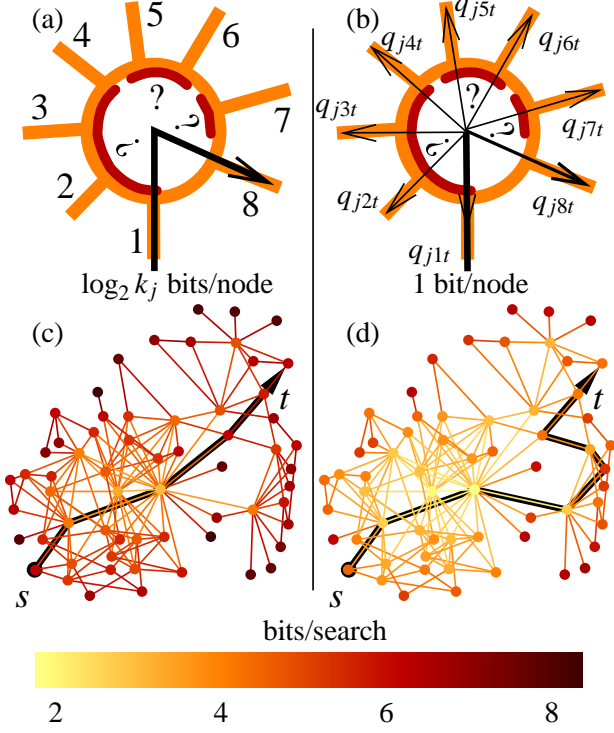 (a)
4
5
6
3
7
2
8
1
?
?
?
log₂ kⱼ bits/node
(b)
qj4t
qj5t
qj6t
qj3t
qj7t
qj2t
qj8t
qj1t
?
?
?
1 bit/node
(c)
t
s
(d)
t
s
bits/search
2 4 6 8